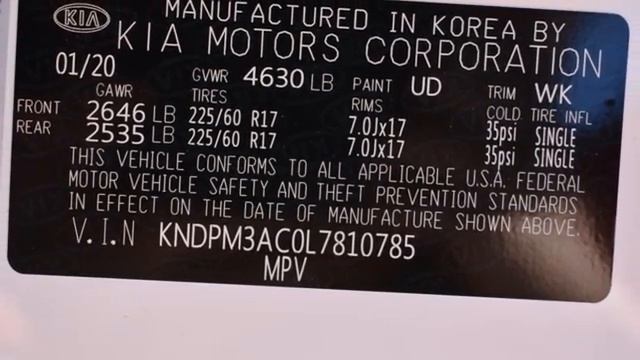 KIA
MANUFACTURED IN KOREA BY
KIA MOTORS CORPORATION
01/20 GVWR 4630 LB PAINT UD TRIM WK
GAWR TIRES RIMS COLD TIRE INFL
FRONT 2646 LB 225/60 R17 7.0Jx17 35psi SINGLE
REAR 2535 LB 225/60 R17 7.0Jx17 35psi SINGLE
THIS VEHICLE CONFORMS TO ALL APPLICABLE U.S.A. FEDERAL
MOTOR VEHICLE SAFETY AND THEFT PREVENTION STANDARDS
IN EFFECT ON THE DATE OF MANUFACTURE SHOWN ABOVE.
V.I.N KNDPM3AC0L7810785
MPV